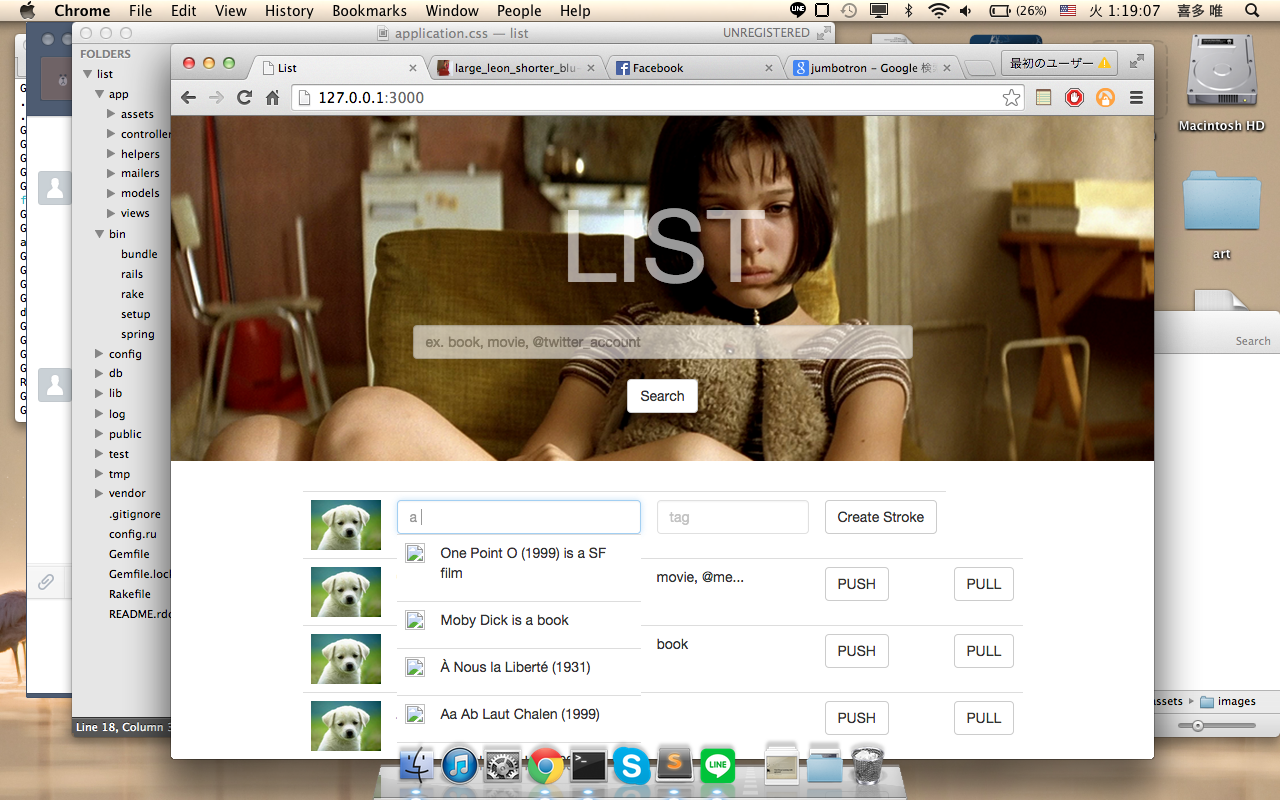 Chrome File Edit View History Bookmarks Window People Help
LINE (26%) 火 1:19:07 喜多 唯
application.css — list UNREGISTERED
FOLDERS
list
app
assets
controller
helpers
mailers
models
views
bin
bundle
rails
rake
setup
spring
config
db
lib
log
public
test
tmp
vendor
.gitignore
config.ru
Gemfile
Gemfile.lock
Rakefile
README.rdo
Line 18, Column 3
List large_leon_shorter_blu Facebook jumbotron – Google 検 最初のユーザー
127.0.0.1:3000
LIST
ex. book, movie, @twitter_account
Search
a tag Create Stroke
One Point O (1999) is a SF
film
movie, @me... PUSH PULL
Moby Dick is a book
book PUSH PULL
À Nous la Liberté (1931)
Aa Ab Laut Chalen (1999)
PUSH PULL
Macintosh HD
art
Search
ssets images
S S LINE